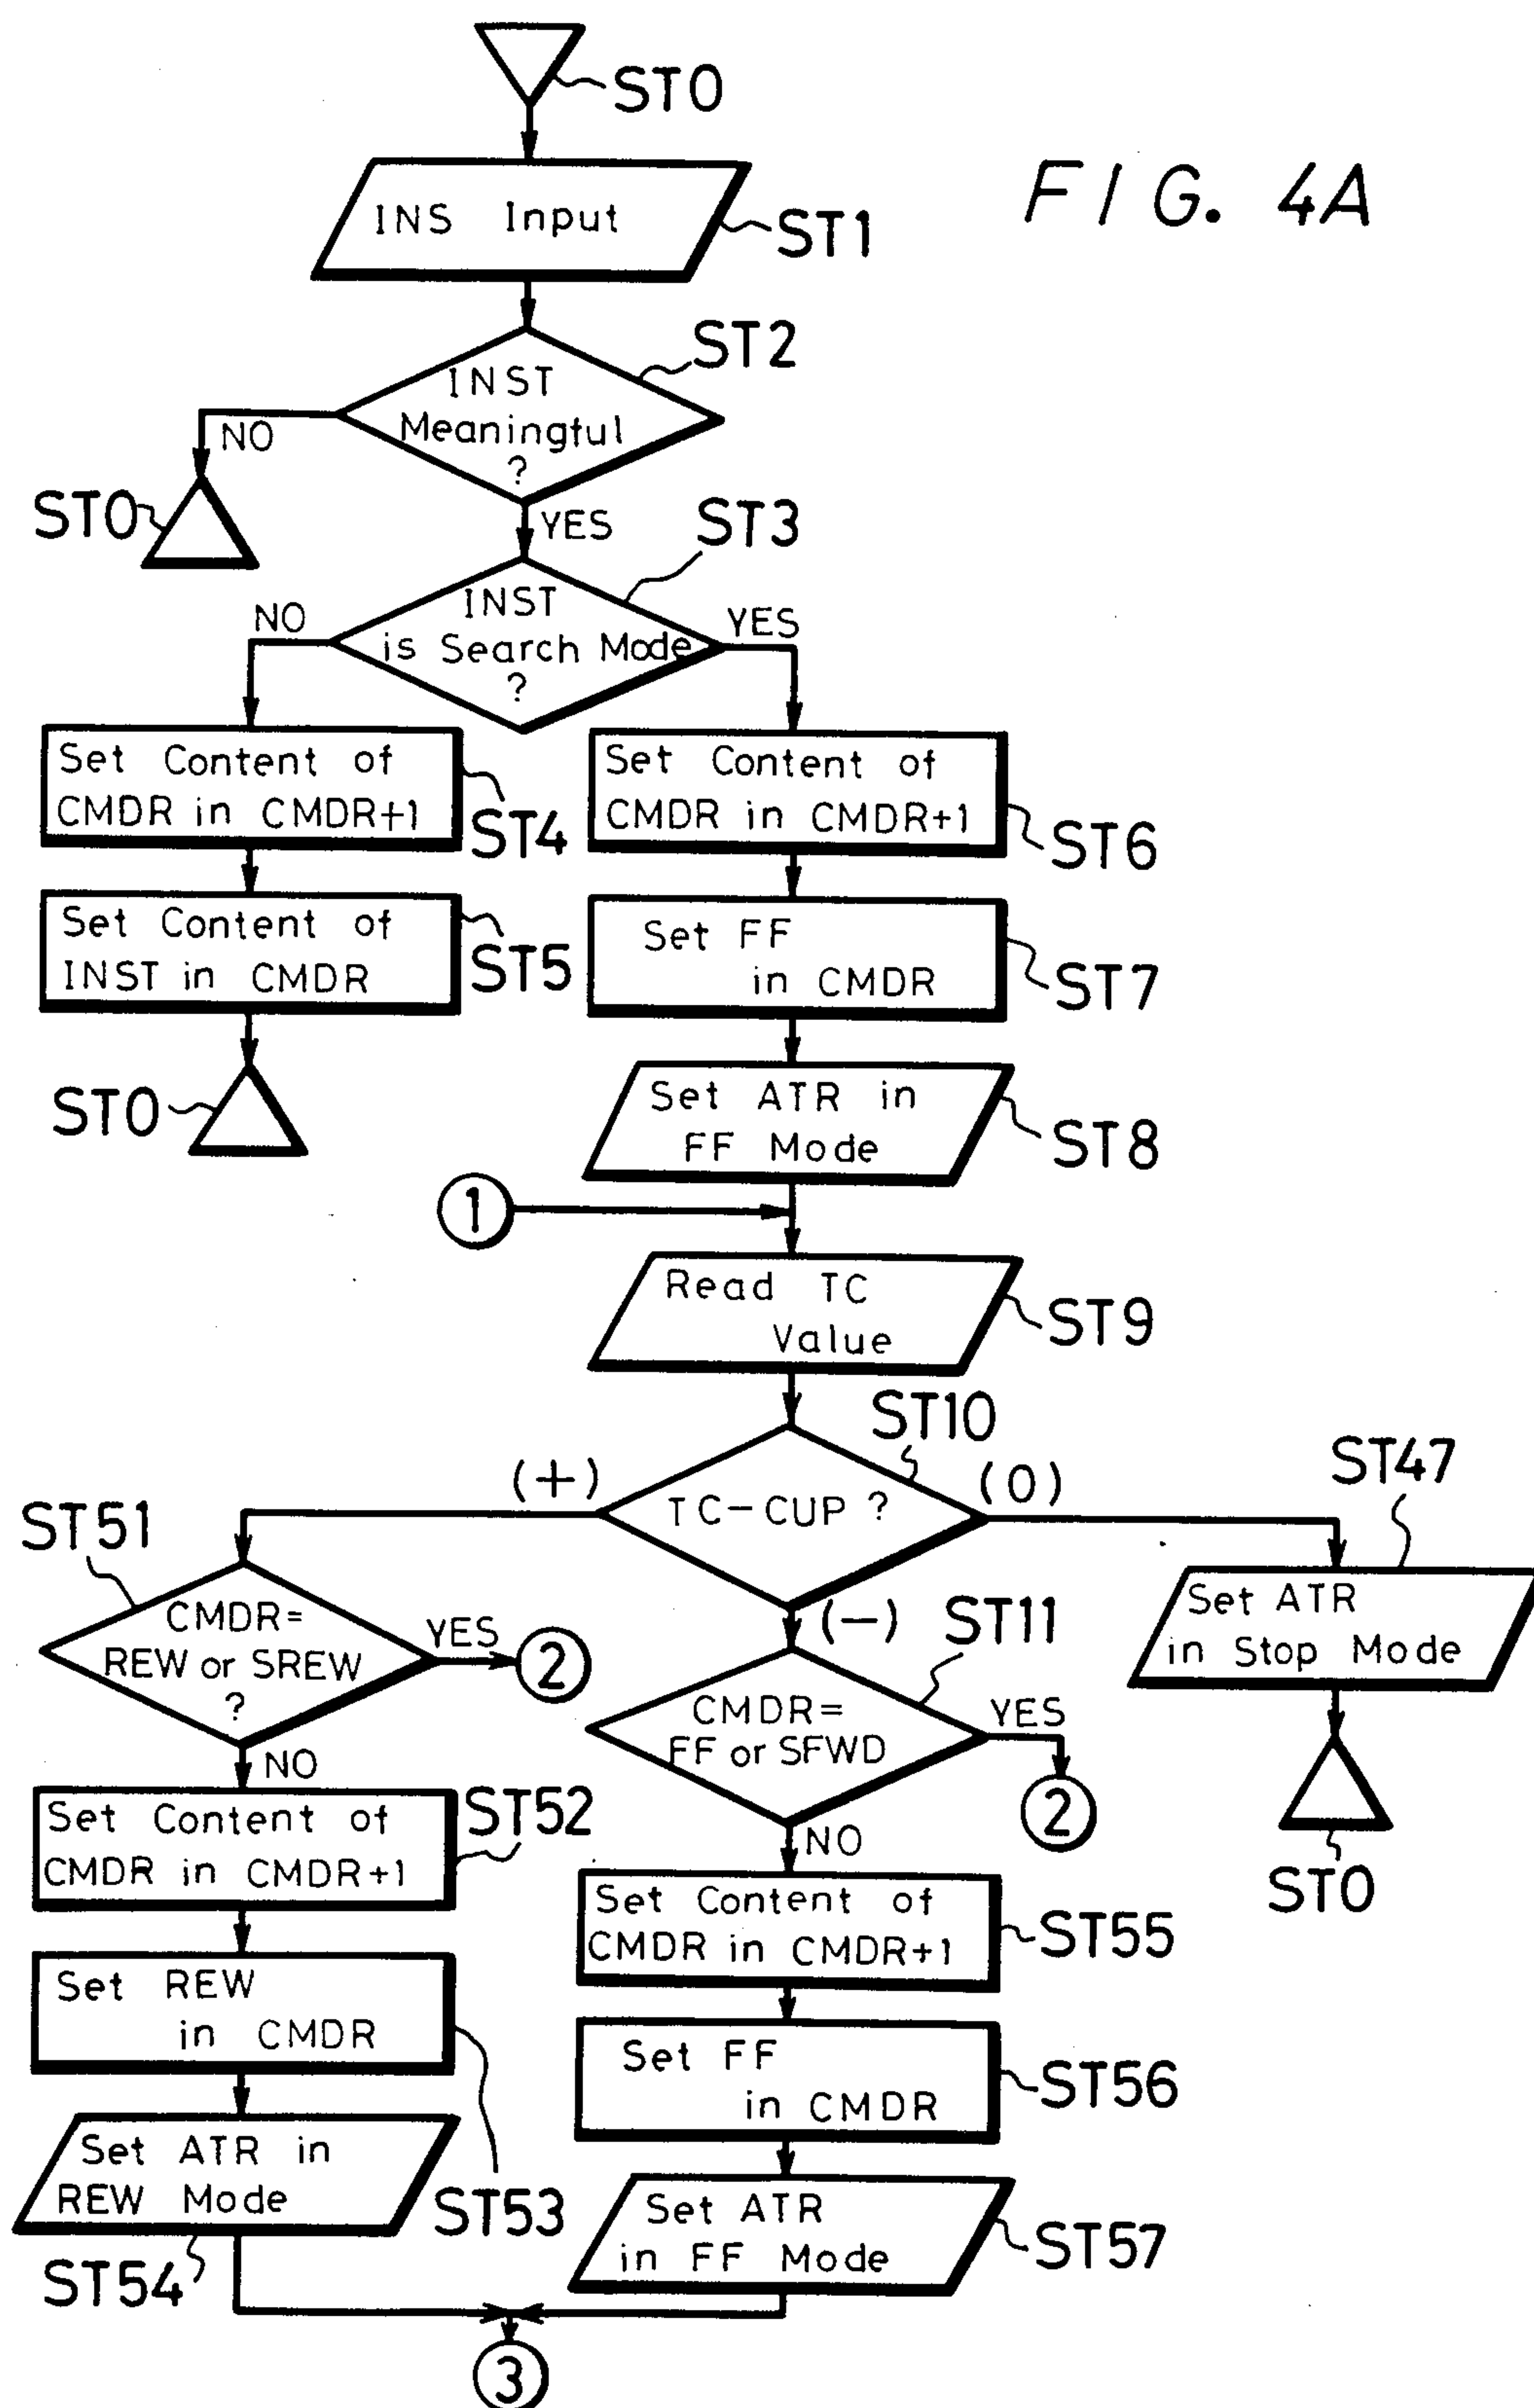 FIG. 4A
ST0
INS Input
ST1
ST2
INST
Meaningful
?
NO
ST0
YES
ST3
INST
is Search Mode
?
NO
YES
Set Content of
CMDR in CMDR+1
ST4
Set Content of
CMDR in CMDR+1
ST6
Set Content of
INST in CMDR
ST5
Set FF
in CMDR
ST7
ST0
Set ATR in
FF Mode
ST8
1
Read TC
Value
ST9
ST10
TC-CUP ?
(+)
(0)
(-)
ST47
Set ATR
in Stop Mode
ST0
ST51
CMDR=
REW or SREW
?
YES
2
NO
ST11
CMDR=
FF or SFWD
YES
2
NO
Set Content of
CMDR in CMDR+1
ST52
Set Content of
CMDR in CMDR+1
ST55
Set REW
in CMDR
ST53
Set FF
in CMDR
ST56
Set ATR in
REW Mode
ST54
Set ATR
in FF Mode
ST57
3